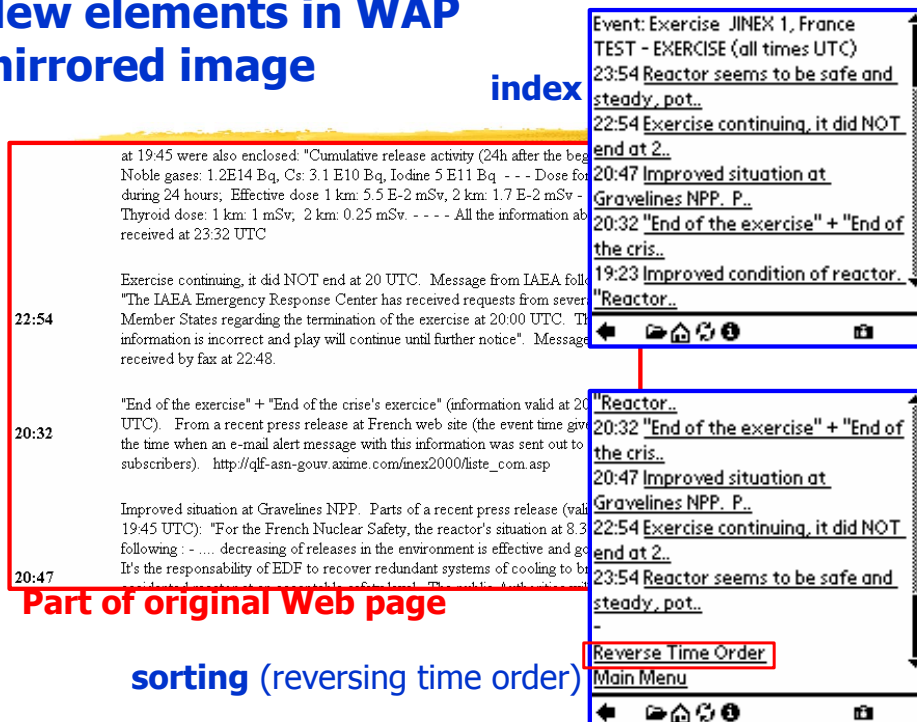 New elements in WAP
mirrored image
index
at 19:45 were also enclosed: "Cumulative release activity (24h after the beg
Noble gases: 1.2E14 Bq, Cs: 3.1 E10 Bq, Iodine 5 E11 Bq - - - Dose for
during 24 hours; Effective dose 1 km: 5.5 E-2 mSv, 2 km: 1.7 E-2 mSv -
Thyroid dose: 1 km: 1 mSv; 2 km: 0.25 mSv. - - - - All the information ab
received at 23:32 UTC
Exercise continuing, it did NOT end at 20 UTC. Message from IAEA foll
"The IAEA Emergency Response Center has received requests from sever
22:54 Member States regarding the termination of the exercise at 20:00 UTC. Th
information is incorrect and play will continue until further notice". Message
received by fax at 22:48.
"End of the exercise" + "End of the crise's exercice" (information valid at 20
20:32 UTC). From a recent press release at French web site (the event time give
the time when an e-mail alert message with this information was sent out to
subscribers). http://qlf-asn-gouv.axime.com/inex2000/liste_com.asp
Improved situation at Gravelines NPP. Parts of a recent press release (vali
19:45 UTC): "For the French Nuclear Safety, the reactor's situation at 8.3
following : - .... decreasing of releases in the environment is effective and go
It's the responsability of EDF to recover redundant systems of cooling to br
20:47
Part of original Web page
Event: Exercise JINEX 1, France
TEST - EXERCISE (all times UTC)
23:54 Reactor seems to be safe and
steady, pot..
22:54 Exercise continuing, it did NOT
end at 2..
20:47 Improved situation at
Gravelines NPP. P..
20:32 "End of the exercise" + "End of
the cris..
19:23 Improved condition of reactor.
"Reactor..
"Reactor..
20:32 "End of the exercise" + "End of
the cris..
20:47 Improved situation at
Gravelines NPP. P..
22:54 Exercise continuing, it did NOT
end at 2..
23:54 Reactor seems to be safe and
steady, pot..
-
Reverse Time Order
Main Menu
sorting (reversing time order)